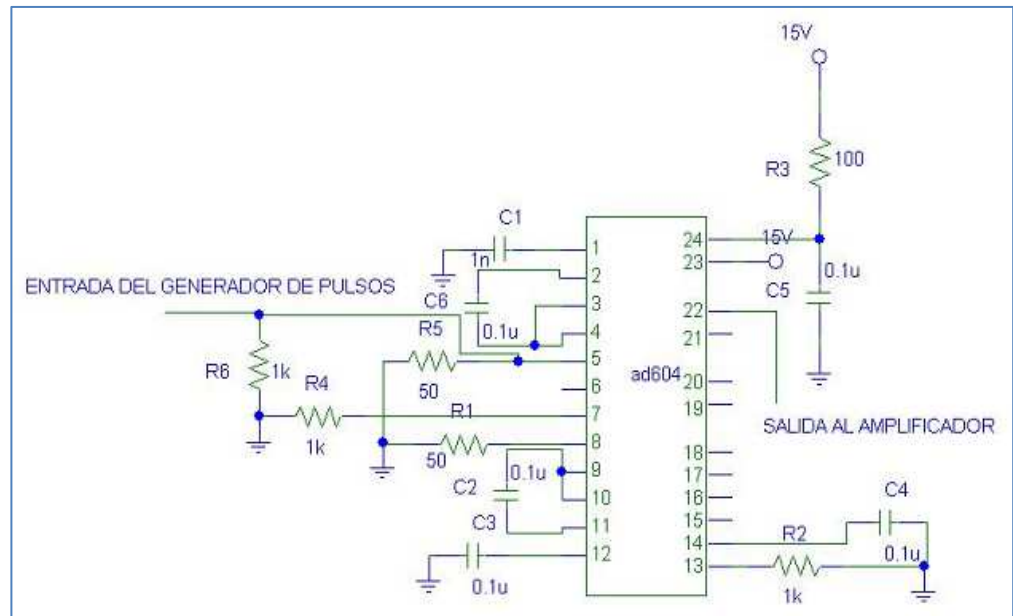 15V
R3
100
C1
1n
1
24
15V
2
23
0.1u
ENTRADA DEL GENERADOR DE PULSOS
C6
3
C5
0.1u
4
22
R5
5
21
50
ad604
6
20
R6
1k
R4
R1
7
19
1k
SALIDA AL AMPLIFICADOR
8
50
0.1u
18
9
C2
17
10
C4
16
C3
11
15
R2
12
14
0.1u
0.1u
13
1k